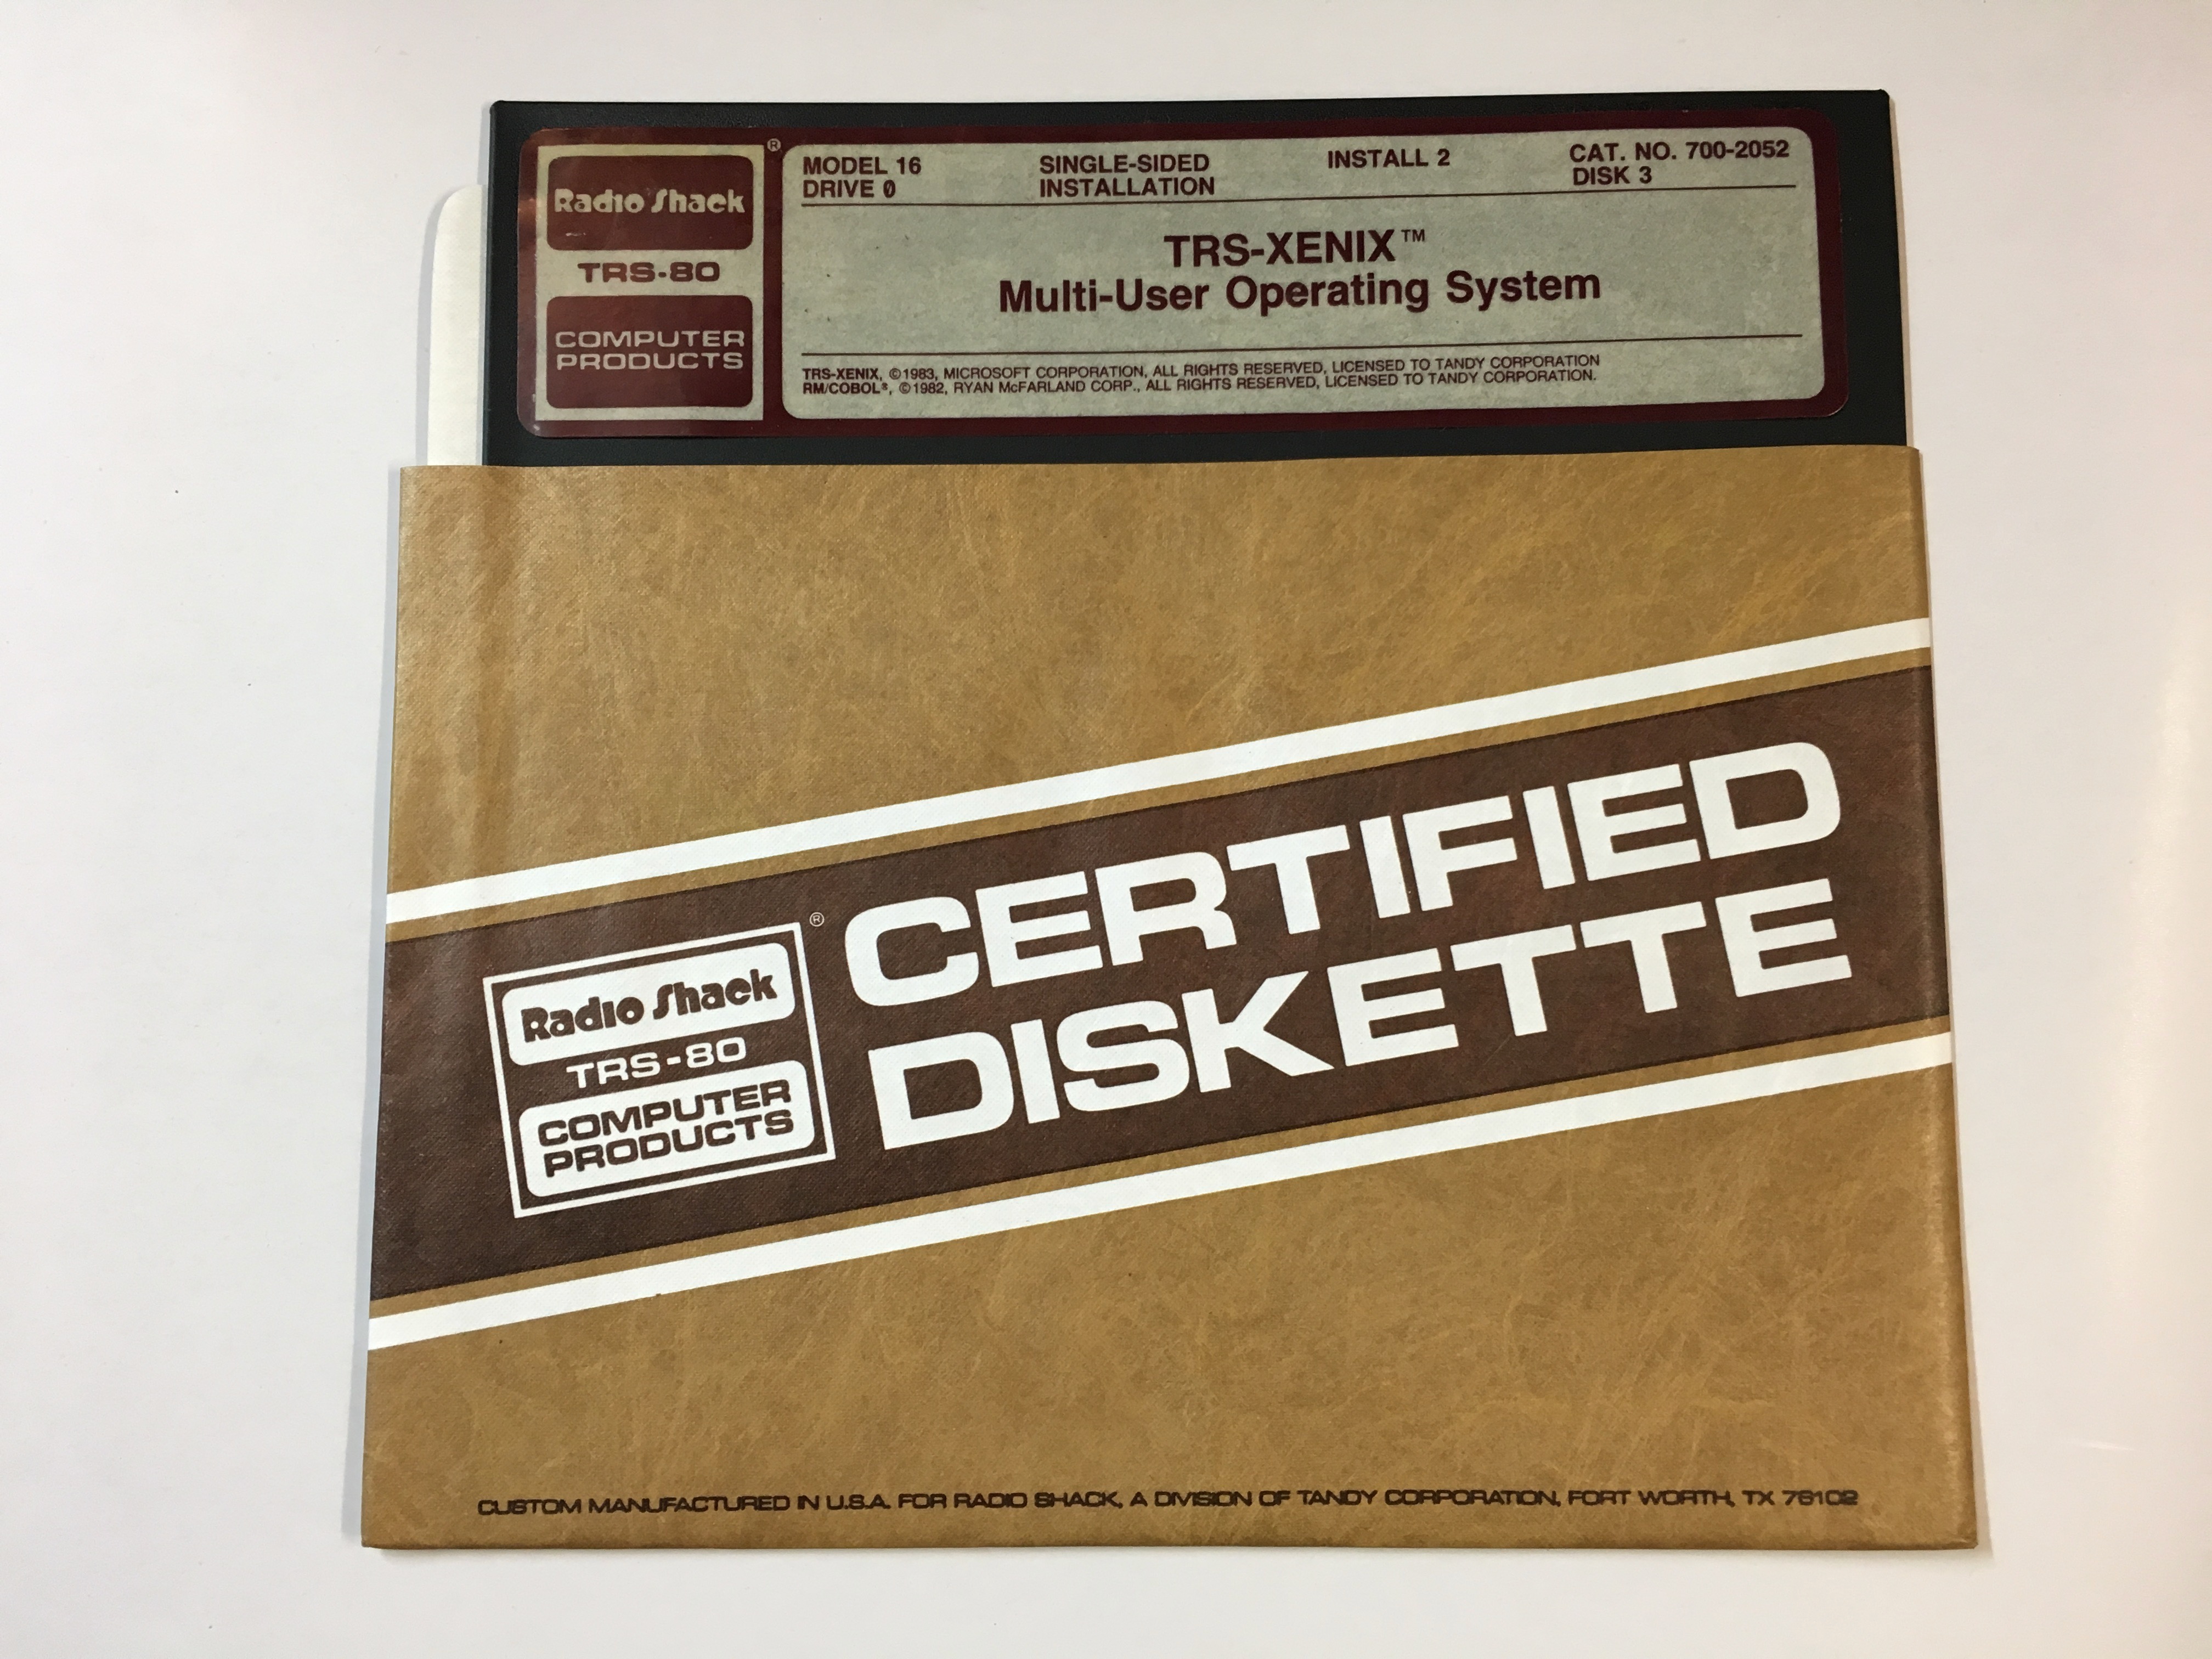 Radio Shack ®
TRS-80
COMPUTER
PRODUCTS
MODEL 16 SINGLE-SIDED INSTALL 2 CAT. NO. 700-2052
DRIVE 0 INSTALLATION DISK 3
TRS-XENIX™
Multi-User Operating System
TRS-XENIX, ©1983, MICROSOFT CORPORATION, ALL RIGHTS RESERVED, LICENSED TO TANDY CORPORATION
RM/COBOL®, ©1982, RYAN McFARLAND CORP., ALL RIGHTS RESERVED, LICENSED TO TANDY CORPORATION.
Radio Shack ®
TRS-80
COMPUTER
PRODUCTS
CERTIFIED
DISKETTE
CUSTOM MANUFACTURED IN U.S.A. FOR RADIO SHACK, A DIVISION OF TANDY CORPORATION, FORT WORTH, TX 76102